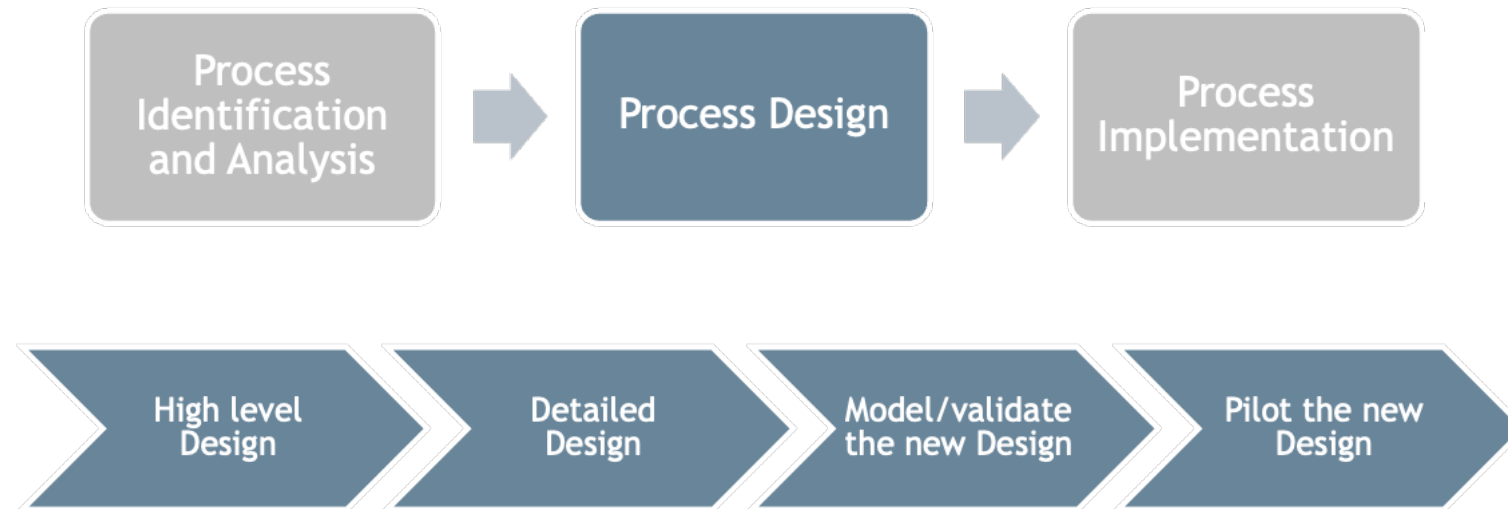 Process
Identification
and Analysis
Process Design
Process
Implementation
High level
Design
Detailed
Design
Model/validate
the new Design
Pilot the new
Design